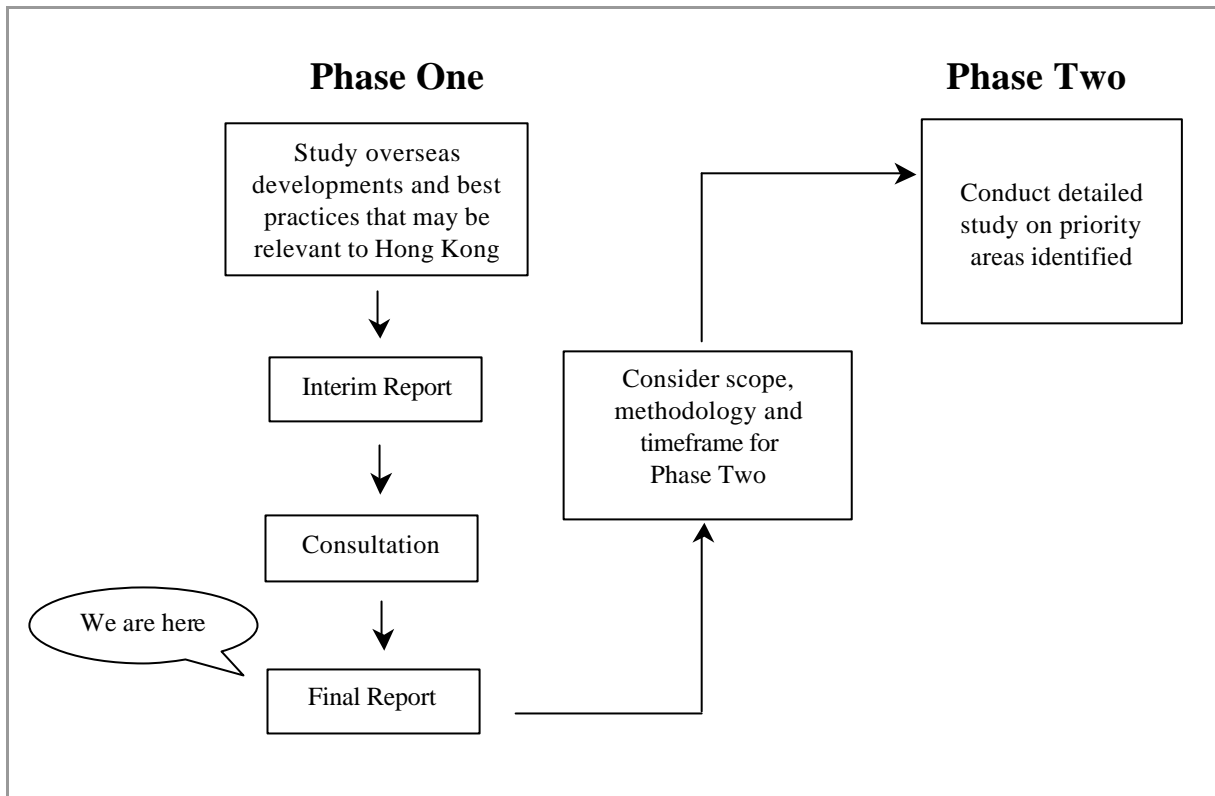 Phase One
Study overseas
developments and best
practices that may be
relevant to Hong Kong
Interim Report
Consultation
We are here
Final Report
Consider scope,
methodology and
timeframe for
Phase Two
Phase Two
Conduct detailed
study on priority
areas identified